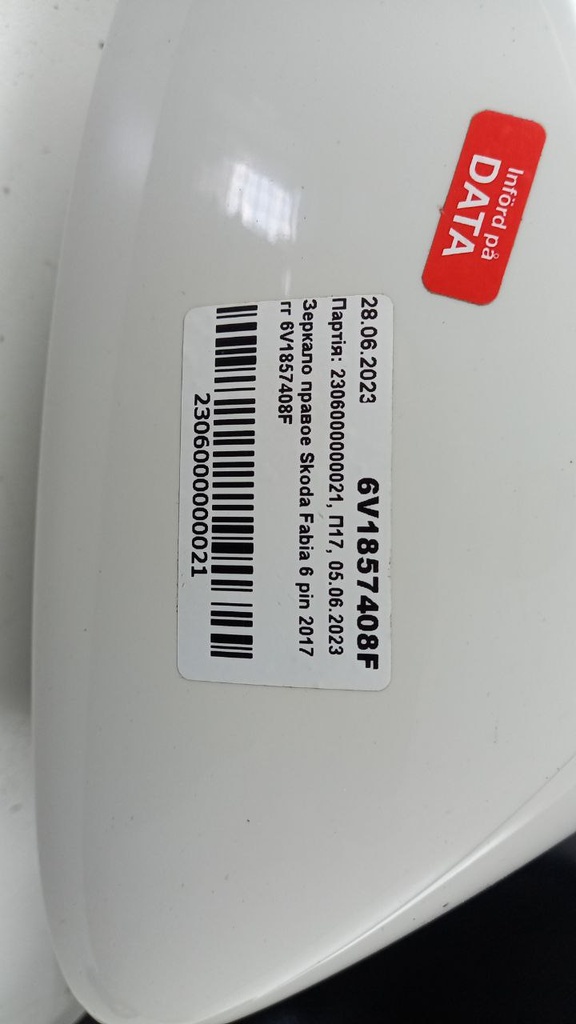 Införd på
DATA
28.06.2023 6V1857408F
Партія: 2306000000021, П17, 05.06.2023
Зеркало правое Skoda Fabia 6 pin 2017
гг 6V1857408F
2306000000021